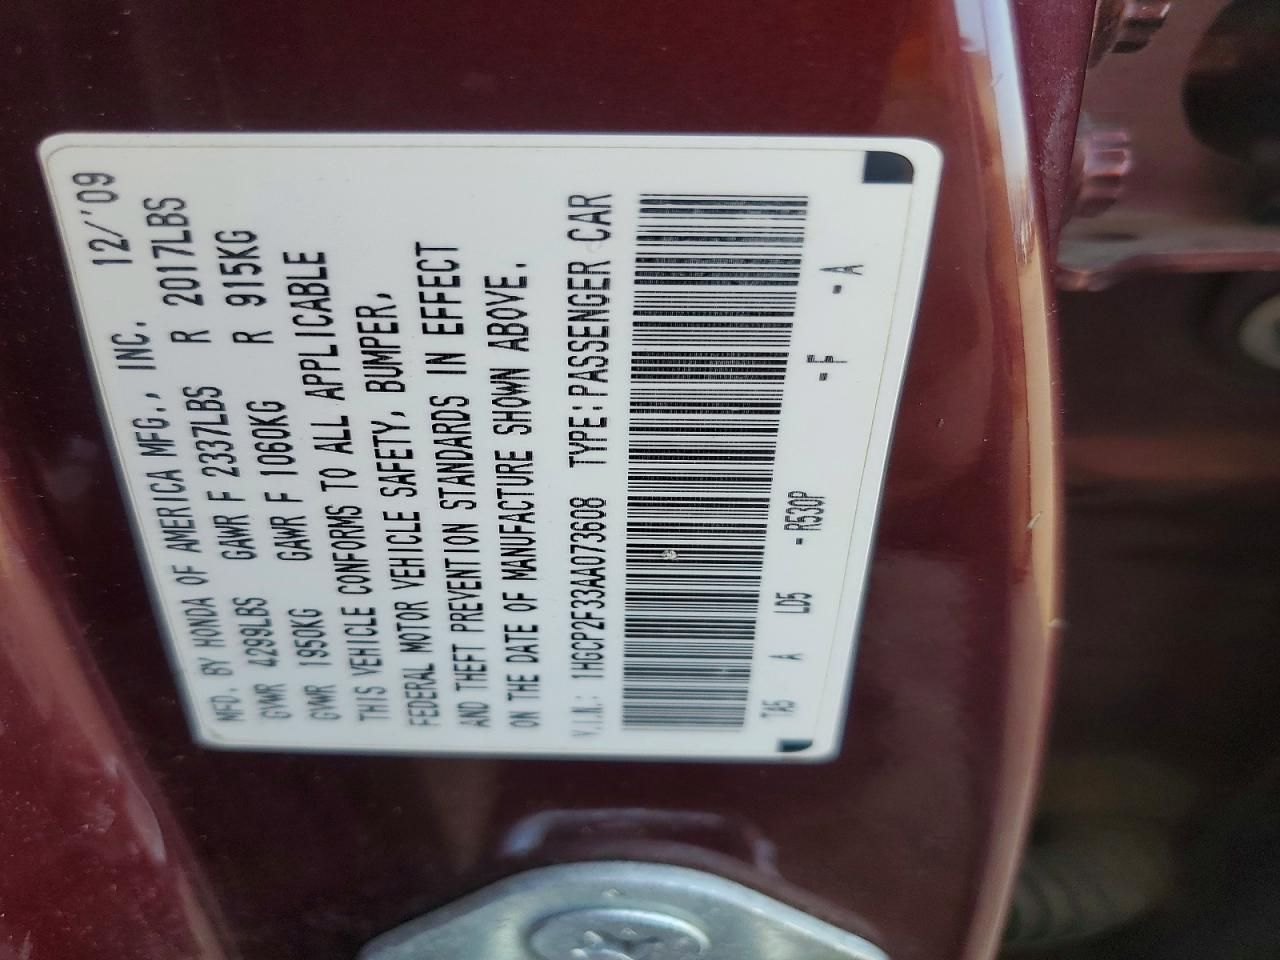 MFD. BY HONDA OF AMERICA MFG., INC. 12/'09
GVWR 4299LBS GAWR F 2337LBS R 2017LBS
GVWR 1950KG GAWR F 1060KG R 915KG
THIS VEHICLE CONFORMS TO ALL APPLICABLE
FEDERAL MOTOR VEHICLE SAFETY, BUMPER,
AND THEFT PREVENTION STANDARDS IN EFFECT
ON THE DATE OF MANUFACTURE SHOWN ABOVE.
V.I.N.: 1HGCP2F33AA073608 TYPE:PASSENGER CAR
TA5 A LD5 -R530P -F -A